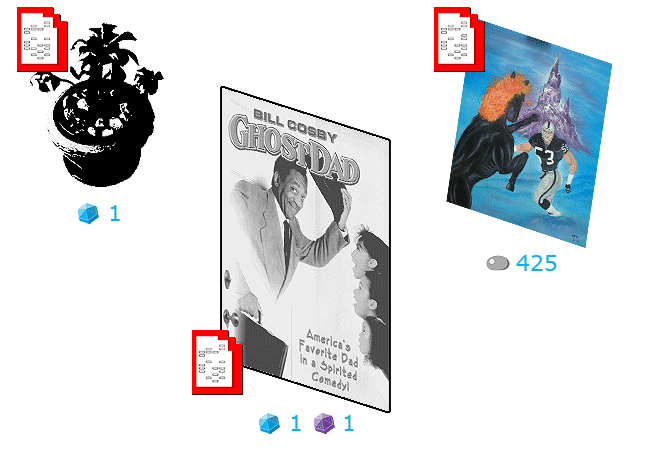 BILL COSBY
GHOST DAD
53
America's
Favorite Dad
in a Spirited
Comedy!
1
425
1 1